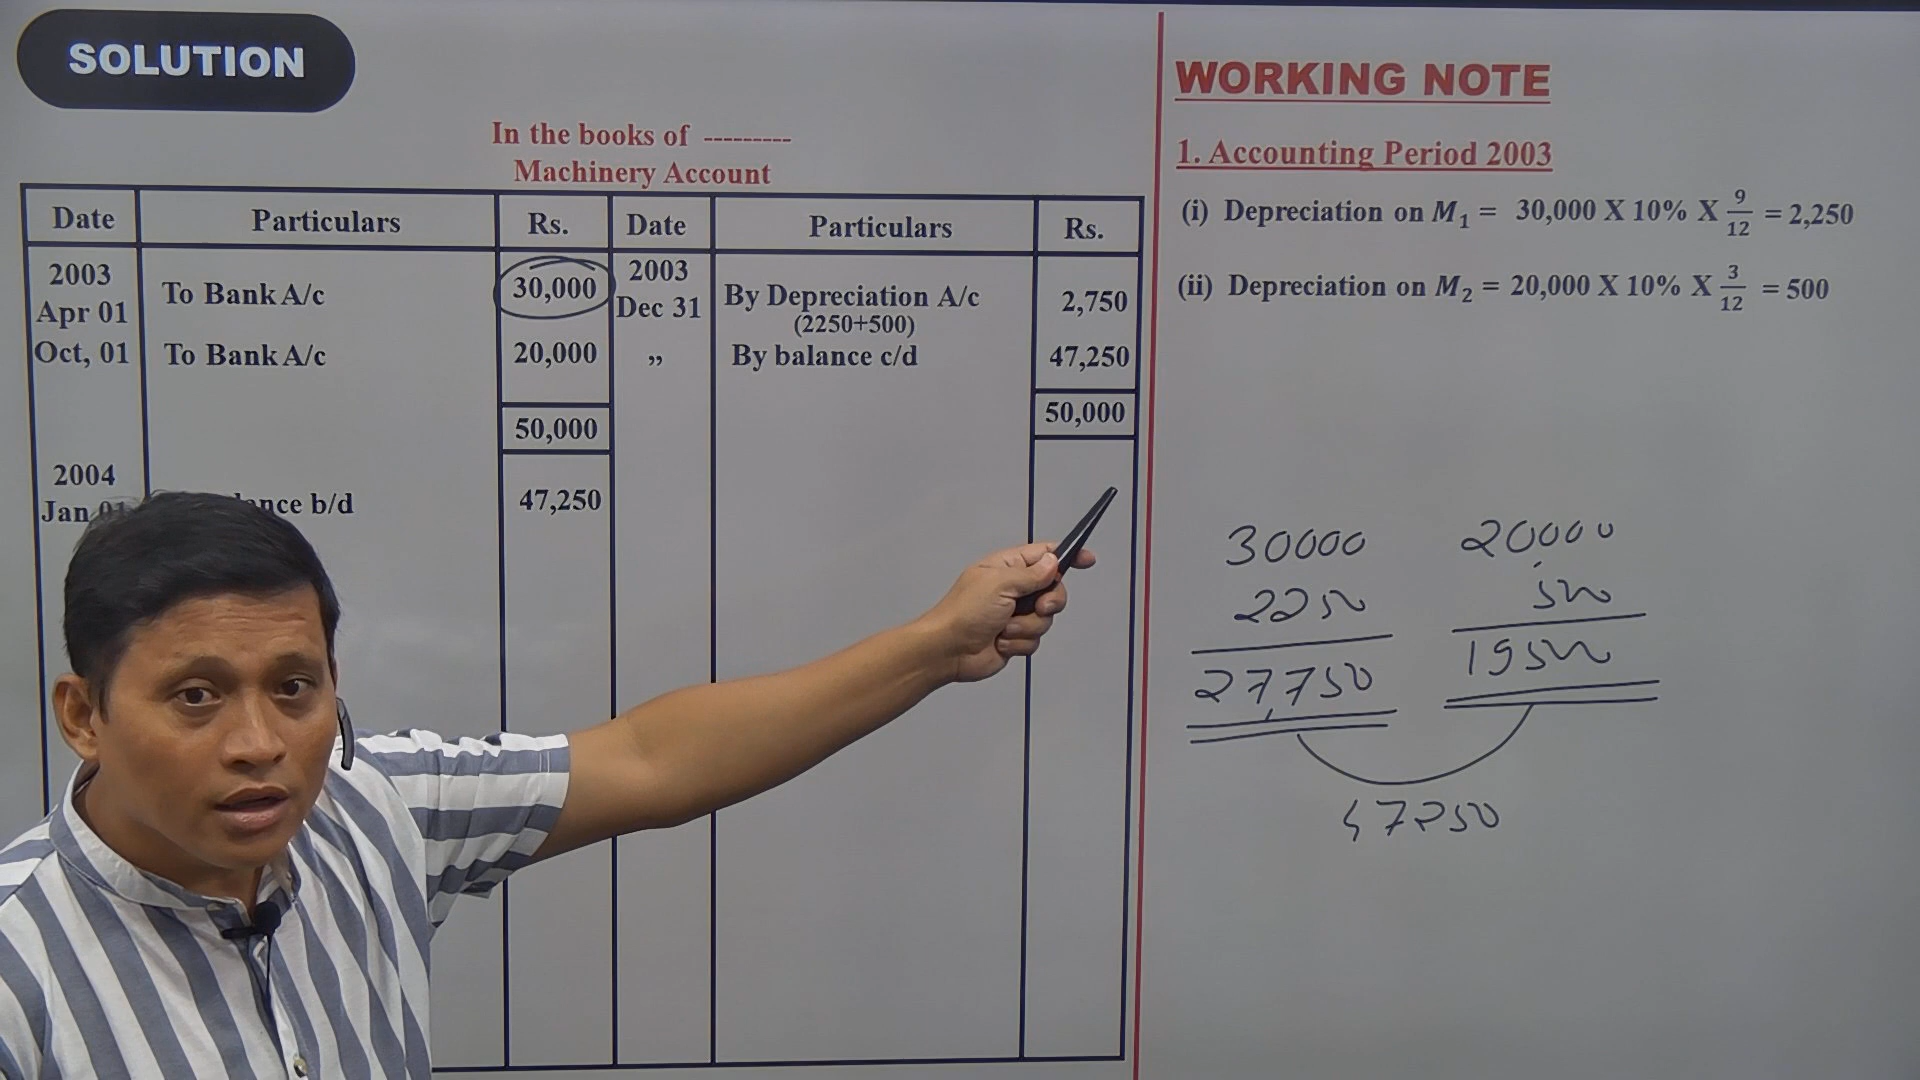 SOLUTION
In the books of ---------
Machinery Account
Date Particulars Rs. Date Particulars Rs.
2003 2003
Apr 01 To Bank A/c 30,000 Dec 31 By Depreciation A/c 2,750
(2250+500)
Oct, 01 To Bank A/c 20,000 ,, By balance c/d 47,250
50,000 50,000
2004
Jan 01 b/d 47,250
WORKING NOTE
1. Accounting Period 2003
(i) Depreciation on M₁ = 30,000 X 10% X 9/12 = 2,250
(ii) Depreciation on M₂ = 20,000 X 10% X 3/12 = 500
30000 20000
2250 500
27,750 19500
47250